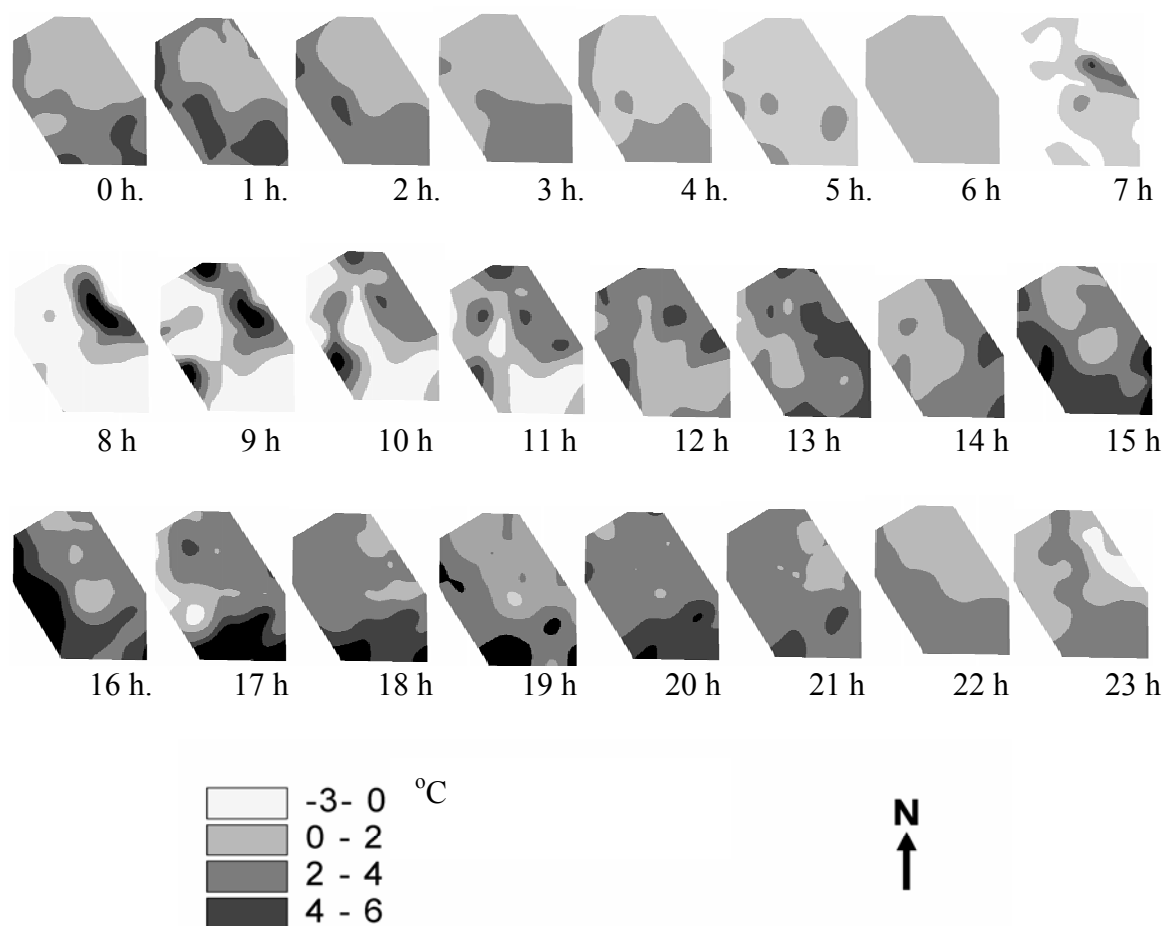 0 h. 1 h. 2 h. 3 h. 4 h. 5 h. 6 h 7 h
8 h 9 h 10 h 11 h 12 h 13 h 14 h 15 h
16 h. 17 h 18 h 19 h 20 h 21 h 22 h 23 h
°C
-3- 0
0 - 2
2 - 4
4 - 6
N